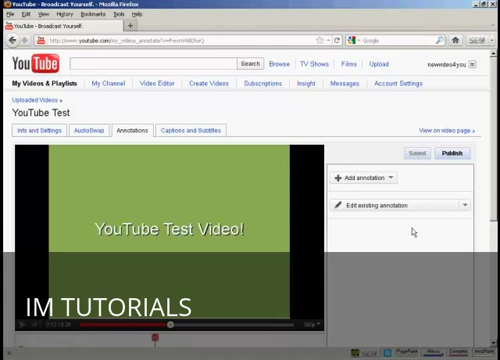 YouTube - Broadcast Yourself. - Mozilla Firefox
File Edit View History Bookmarks Tools Help
YouTube - Broadcast Yourself.
Google
YouTube
Search
Browse TV Shows Films Upload
newvideo4you
My Videos & Playlists My Channel Video Editor Create Videos Subscriptions Insight Messages Account Settings
Uploaded Videos
YouTube Test
Info and Settings AudioSwap Annotations Captions and Subtitles
View on video page
Saved Publish
Add annotation
Edit existing annotation
YouTube Test Video!
IM TUTORIALS